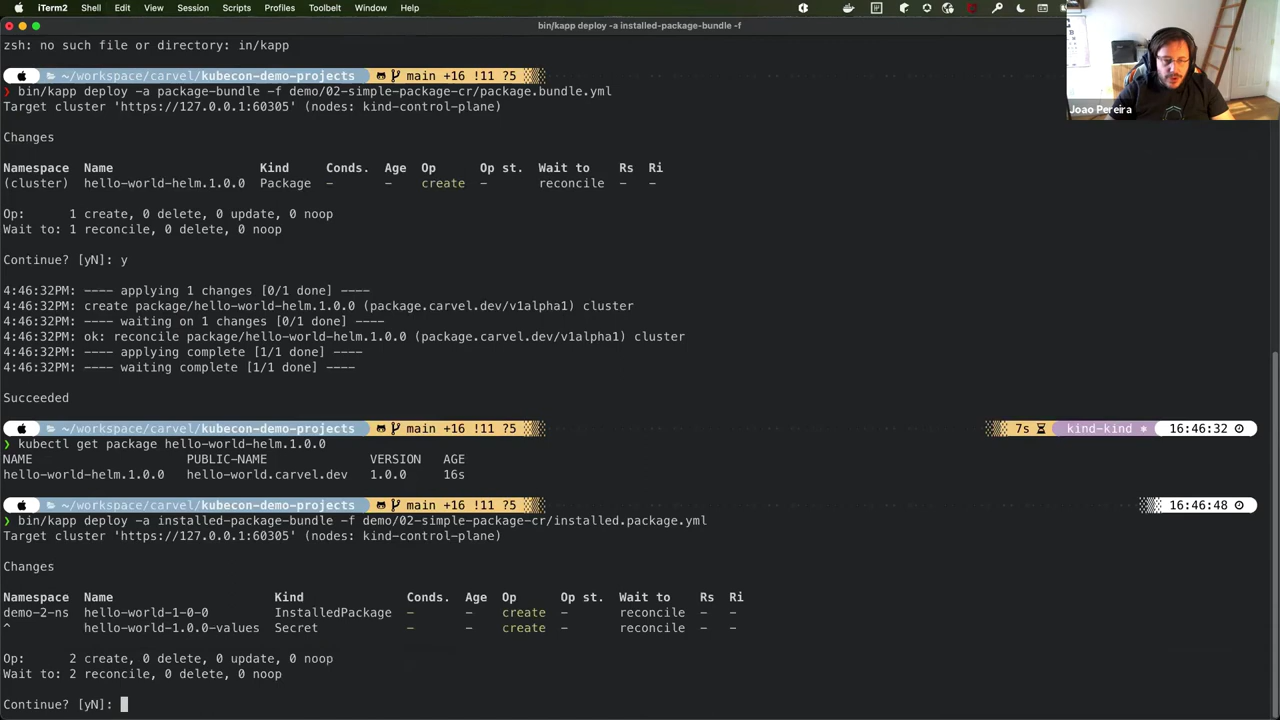 iTerm2 Shell Edit View Session Scripts Profiles Toolbelt Window Help
bin/kapp deploy -a installed-package-bundle -f
zsh: no such file or directory: in/kapp
~/workspace/carvel/kubecon-demo-projects main +16 !11 ?5
❯ bin/kapp deploy -a package-bundle -f demo/02-simple-package-cr/package.bundle.yml
Target cluster 'https://127.0.0.1:60305' (nodes: kind-control-plane)
Joao Pereira
Changes
Namespace Name Kind Conds. Age Op Op st. Wait to Rs Ri
(cluster) hello-world-helm.1.0.0 Package - - create - reconcile - -
Op: 1 create, 0 delete, 0 update, 0 noop
Wait to: 1 reconcile, 0 delete, 0 noop
Continue? [yN]: y
4:46:32PM: ---- applying 1 changes [0/1 done] ----
4:46:32PM: create package/hello-world-helm.1.0.0 (package.carvel.dev/v1alpha1) cluster
4:46:32PM: ---- waiting on 1 changes [0/1 done] ----
4:46:32PM: ok: reconcile package/hello-world-helm.1.0.0 (package.carvel.dev/v1alpha1) cluster
4:46:32PM: ---- applying complete [1/1 done] ----
4:46:32PM: ---- waiting complete [1/1 done] ----
Succeeded
~/workspace/carvel/kubecon-demo-projects main +16 !11 ?5 7s kind-kind 16:46:32
❯ kubectl get package hello-world-helm.1.0.0
NAME PUBLIC-NAME VERSION AGE
hello-world-helm.1.0.0 hello-world.carvel.dev 1.0.0 16s
~/workspace/carvel/kubecon-demo-projects main +16 !11 ?5 16:46:48
❯ bin/kapp deploy -a installed-package-bundle -f demo/02-simple-package-cr/installed.package.yml
Target cluster 'https://127.0.0.1:60305' (nodes: kind-control-plane)
Changes
Namespace Name Kind Conds. Age Op Op st. Wait to Rs Ri
demo-2-ns hello-world-1-0-0 InstalledPackage - - create - reconcile - -
^ hello-world-1.0.0-values Secret - - create - reconcile - -
Op: 2 create, 0 delete, 0 update, 0 noop
Wait to: 2 reconcile, 0 delete, 0 noop
Continue? [yN]: